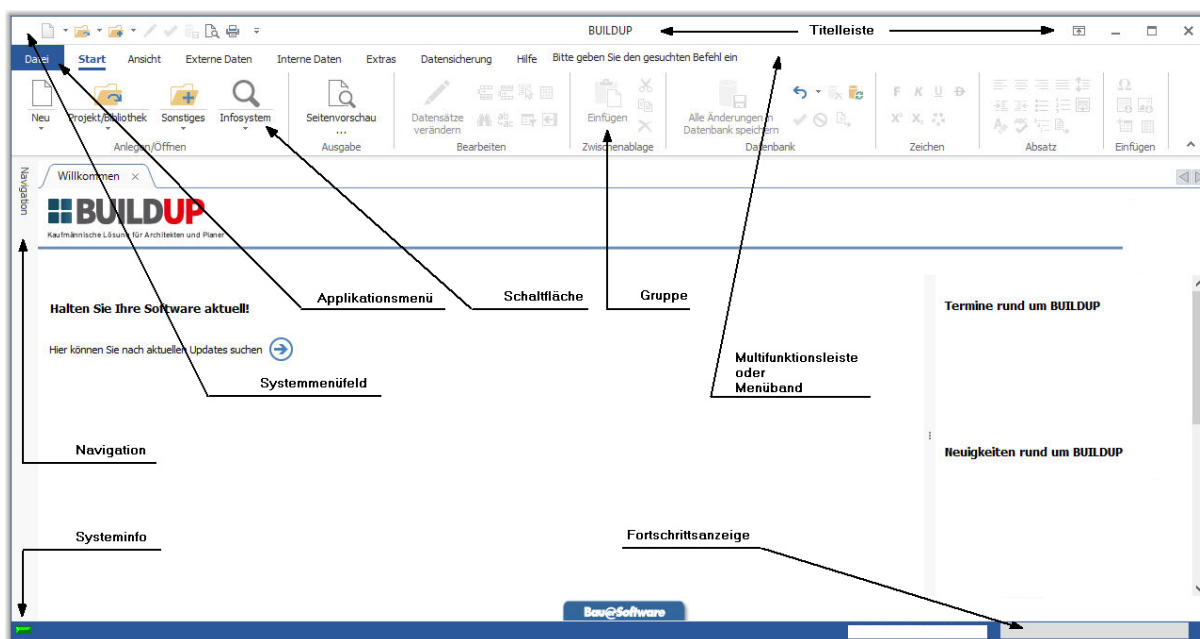 BUILDUP
Titelleiste
Datei Start Ansicht Externe Daten Interne Daten Extras Datensicherung Hilfe Bitte geben Sie den gesuchten Befehl ein
F K U D
Neu Projekt/Bibliothek Sonstiges Infosystem Seitenvorschau
...
Datensätze
verändern
Einfügen
Alle Änderungen in
Datenbank speichern
Anlegen/Öffnen Ausgabe Bearbeiten Zwischenablage Datenbank Zeichen Absatz Einfügen
Navigation
Willkommen
BUILDUP
Kaufmännische Lösung für Architekten und Planer
Applikationsmenü
Schaltfläche
Gruppe
Halten Sie Ihre Software aktuell!
Termine rund um BUILDUP
Hier können Sie nach aktuellen Updates suchen
Multifunktionsleiste
oder
Menüband
Systemmenüfeld
Navigation
Neuigkeiten rund um BUILDUP
Systeminfo
Fortschrittsanzeige
Bau@Software